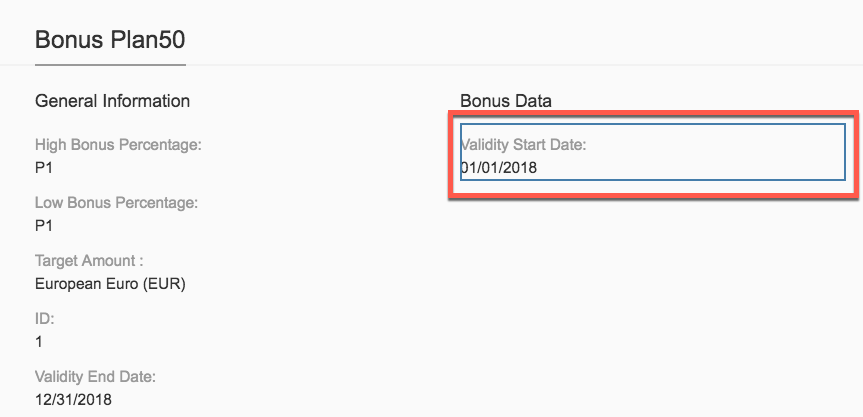 Bonus Plan50
General Information
High Bonus Percentage:
P1
Low Bonus Percentage:
P1
Target Amount :
European Euro (EUR)
ID:
1
Validity End Date:
12/31/2018
Bonus Data
Validity Start Date:
01/01/2018